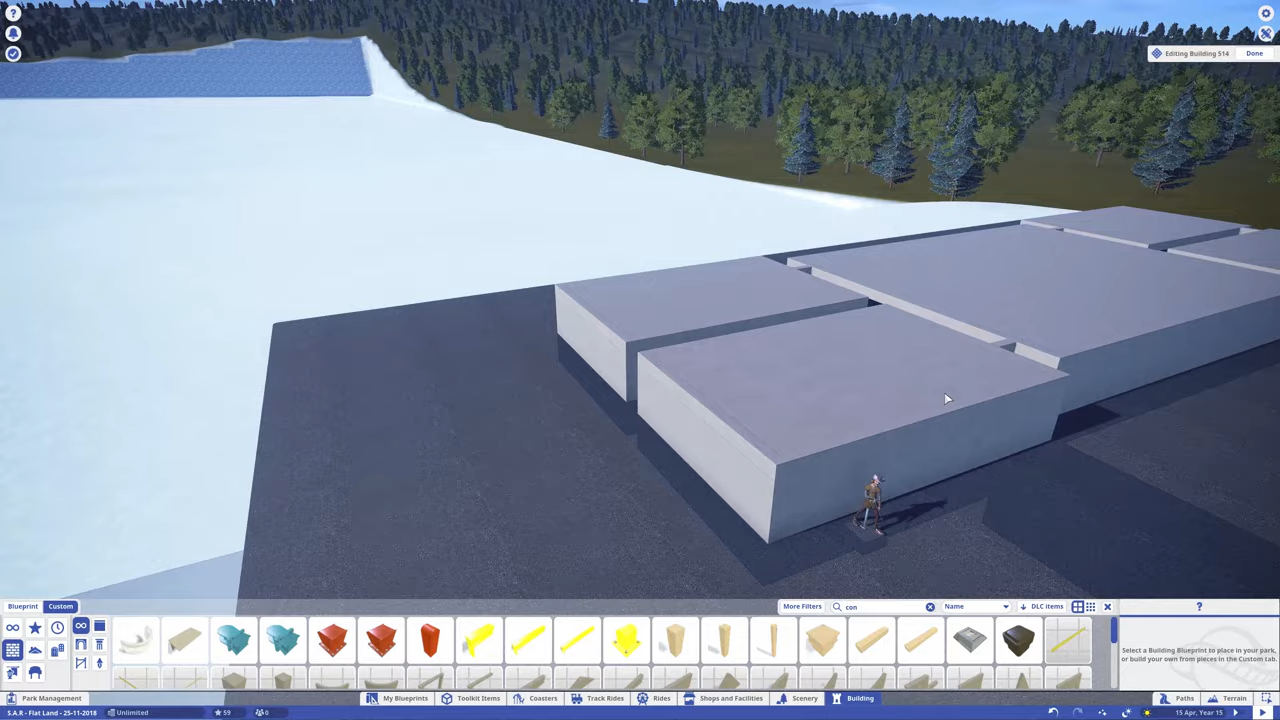 ?
Editing Building 514 Done
Blueprint Custom
More Filters con Name DLC items
?
Select a Building Blueprint to place in your park,
or build your own from pieces in the Custom tab.
Park Management My Blueprints Toolkit Items Coasters Track Rides Rides Shops and Facilities Scenery Building Paths Terrain
S.A.R - Flat Land - 25-11-2018 Unlimited 59 0 15 Apr, Year 15